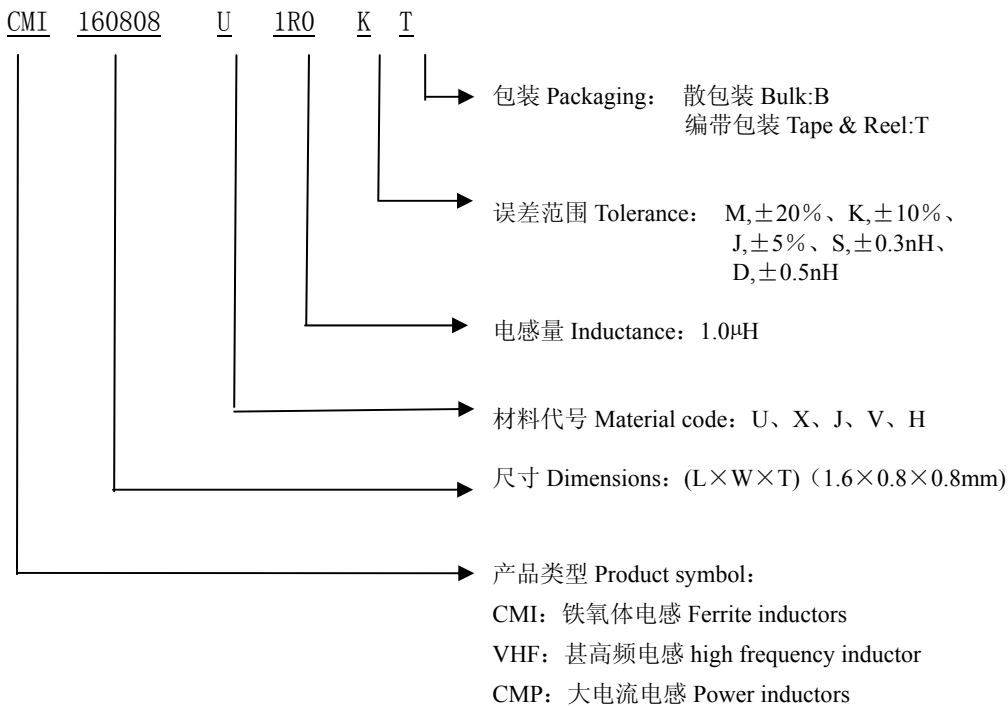 CMI 160808 U 1R0 K T
包装 Packaging： 散包装 Bulk:B
编带包装 Tape & Reel:T
误差范围 Tolerance： M,±20％、K,±10％、
J,±5％、S,±0.3nH、
D,±0.5nH
电感量 Inductance：1.0μH
材料代号 Material code：U、X、J、V、H
尺寸 Dimensions：(L×W×T)（1.6×0.8×0.8mm)
产品类型 Product symbol：
CMI：铁氧体电感 Ferrite inductors
VHF：甚高频电感 high frequency inductor
CMP：大电流电感 Power inductors